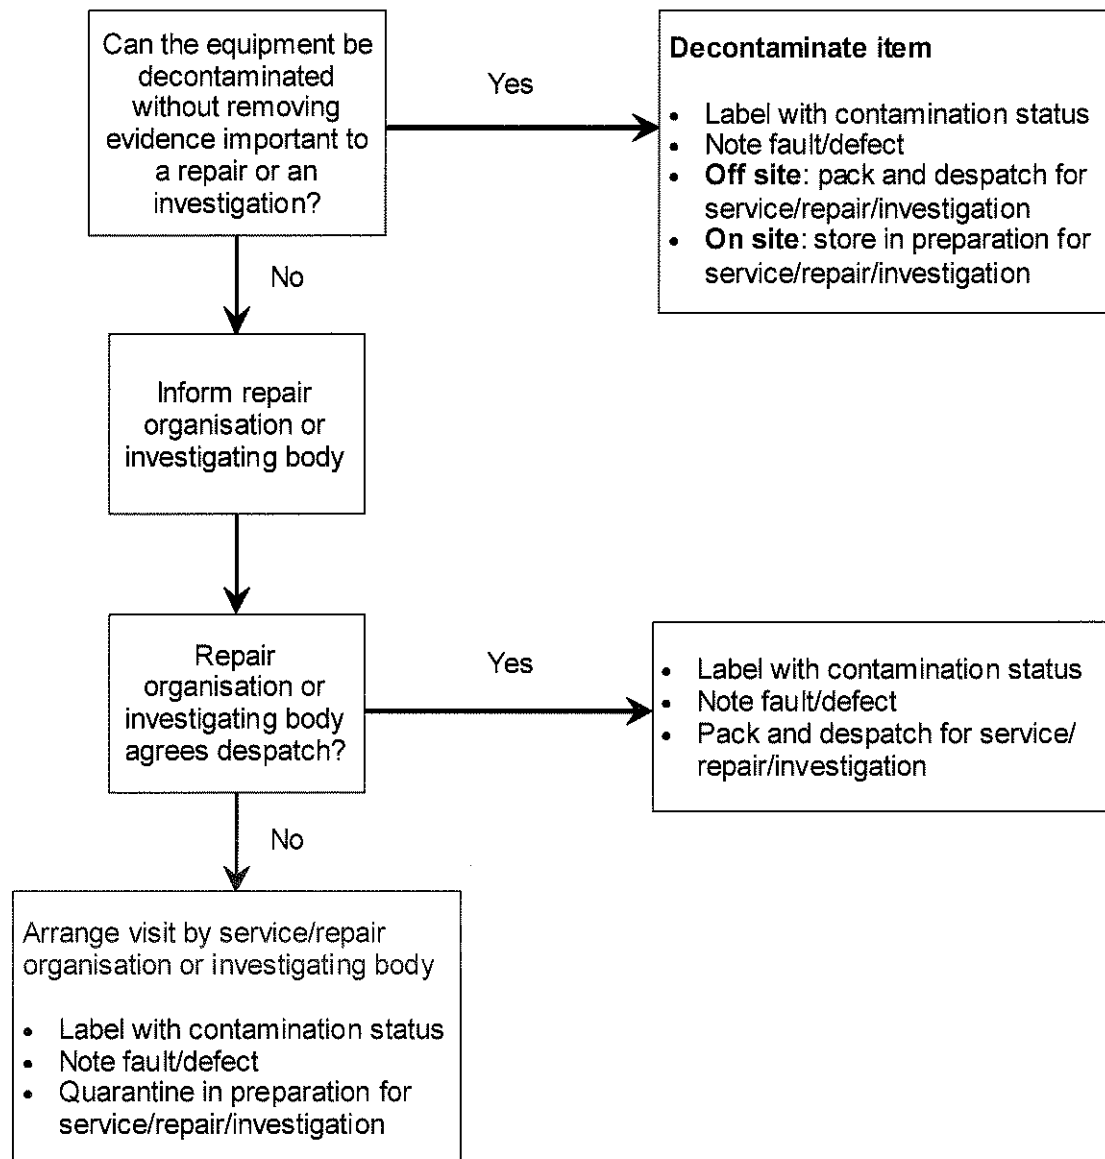 Can the equipment be
decontaminated
without removing
evidence important to
a repair or an
investigation?
Yes
Decontaminate item
• Label with contamination status
• Note fault/defect
• Off site: pack and despatch for
service/repair/investigation
• On site: store in preparation for
service/repair/investigation
No
Inform repair
organisation or
investigating body
Repair
organisation or
investigating body
agrees despatch?
Yes
• Label with contamination status
• Note fault/defect
• Pack and despatch for service/
repair/investigation
No
Arrange visit by service/repair
organisation or investigating body
• Label with contamination status
• Note fault/defect
• Quarantine in preparation for
service/repair/investigation